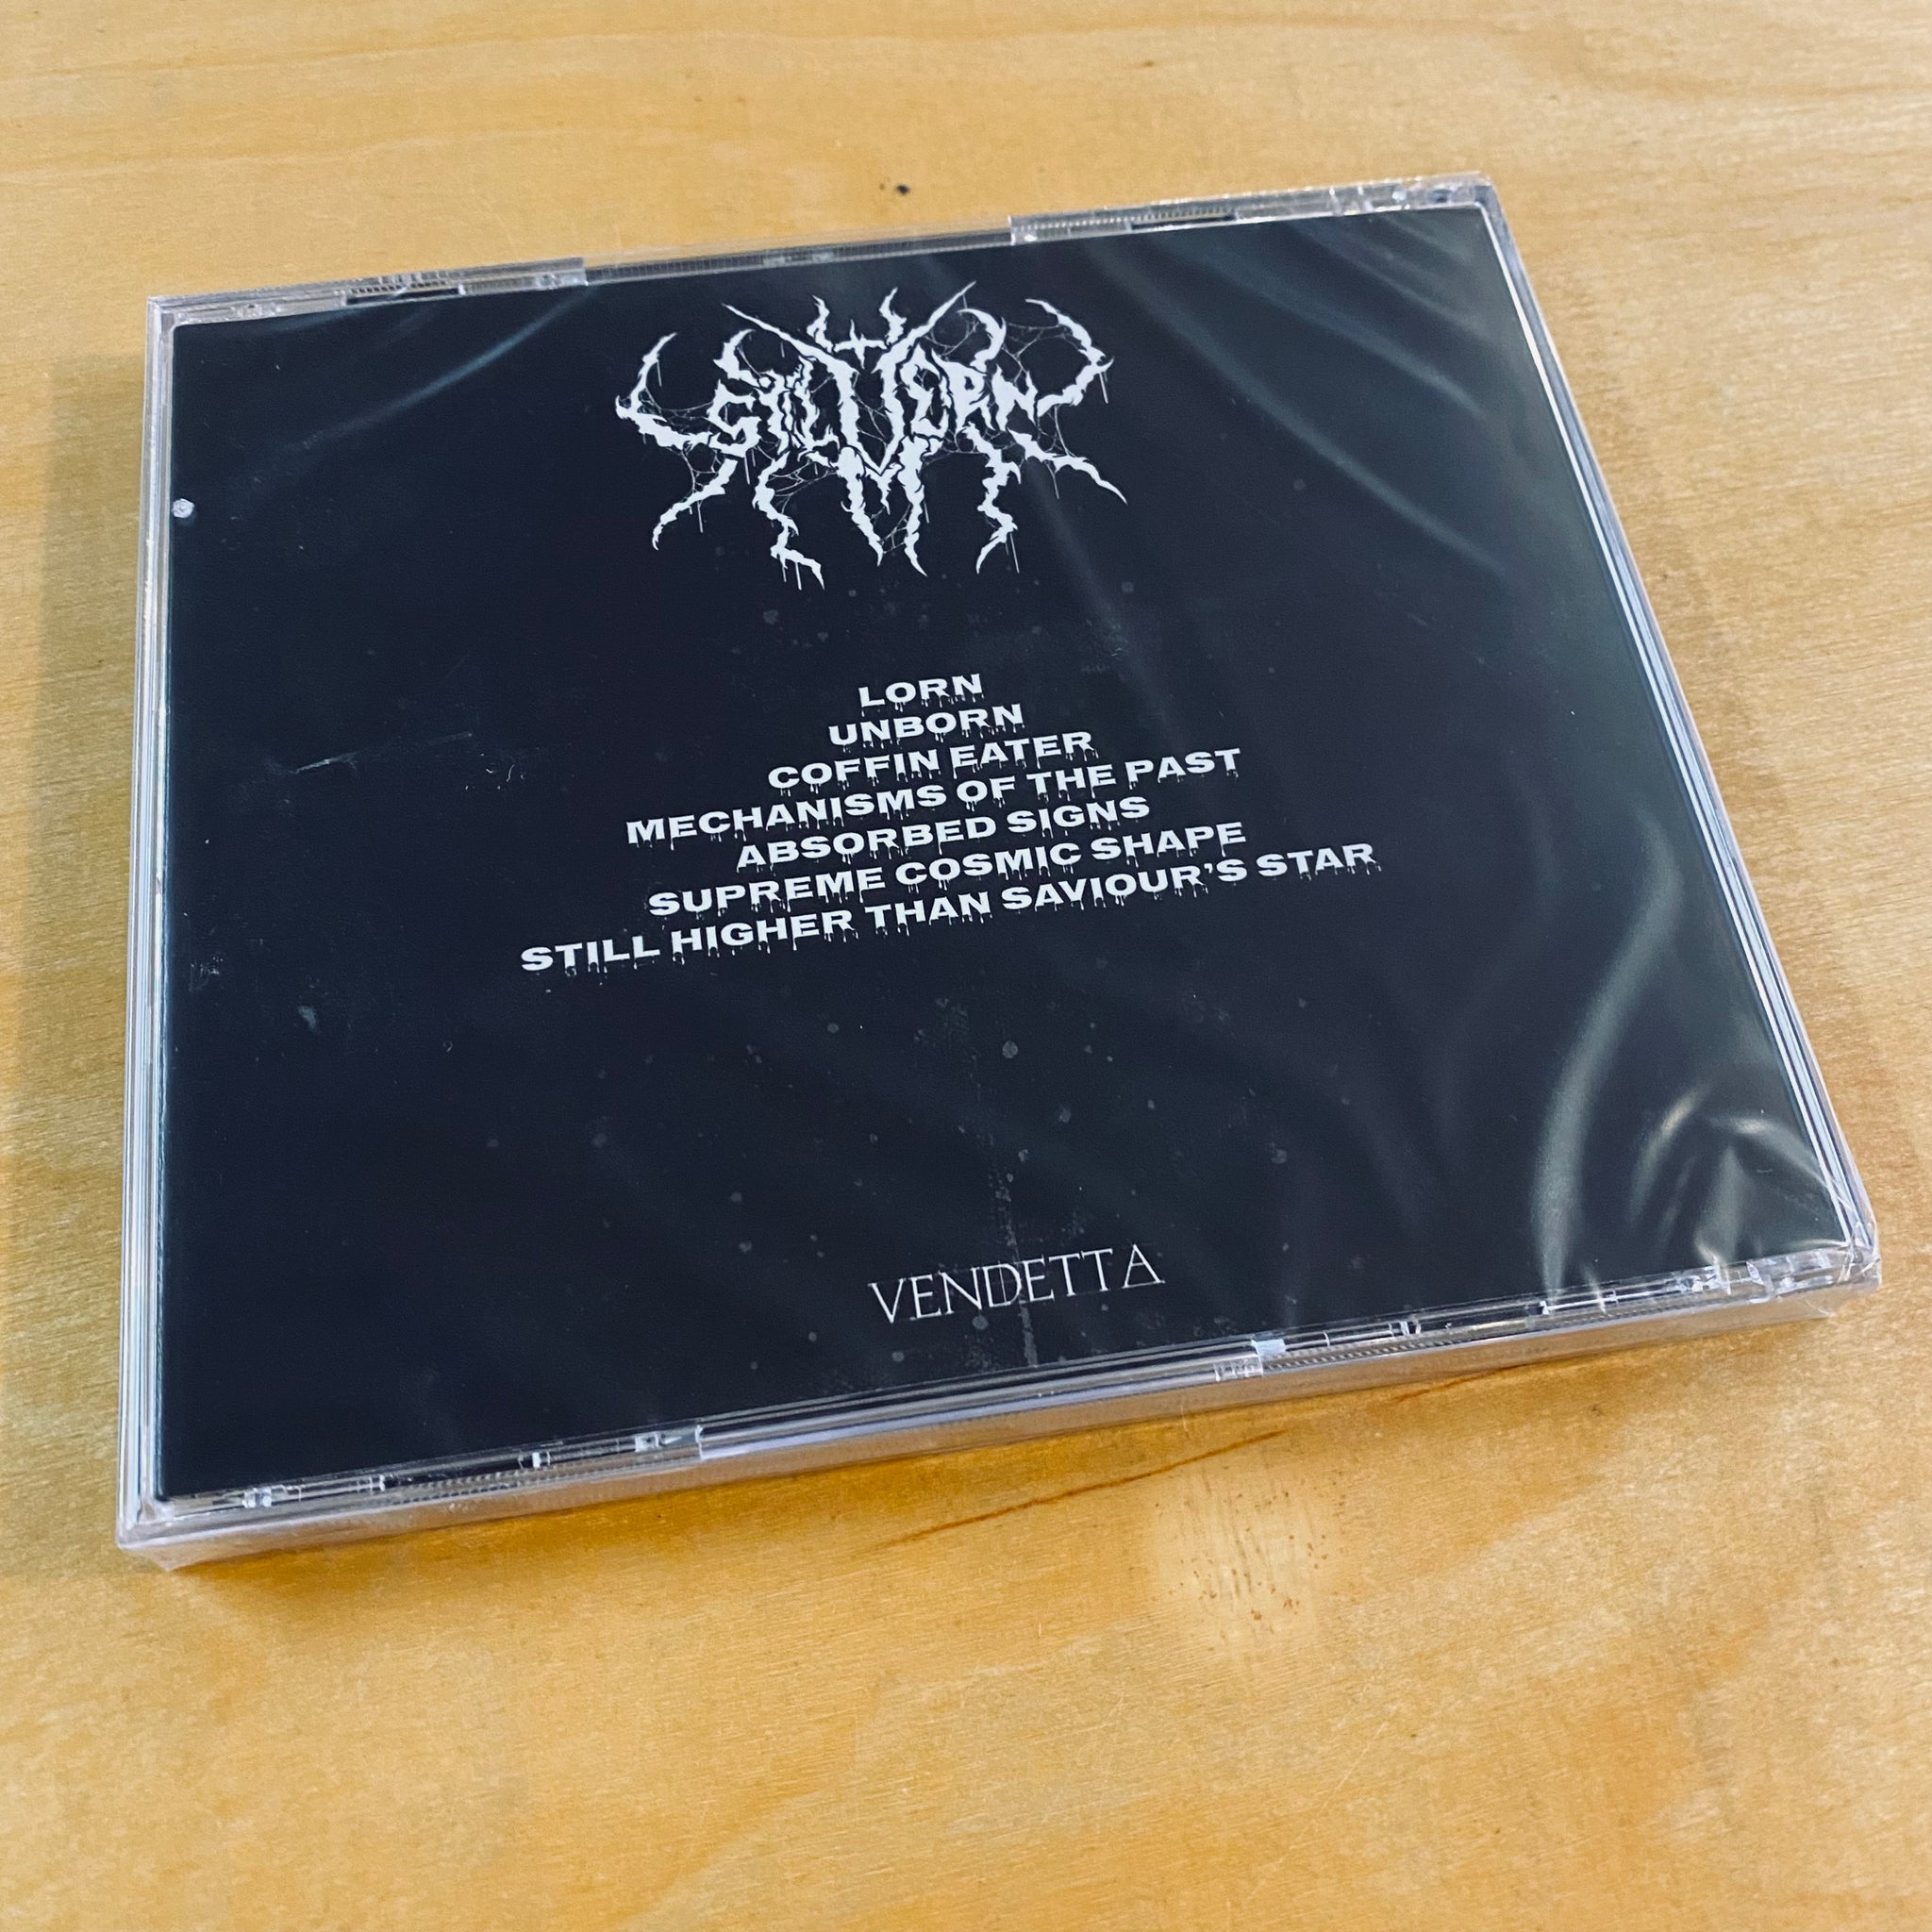 STILVERN
LORN
UNBORN
COFFIN EATER
MECHANISMS OF THE PAST
ABSORBED SIGNS
SUPREME COSMIC SHAPE
STILL HIGHER THAN SAVIOUR'S STAR
VENDETTA